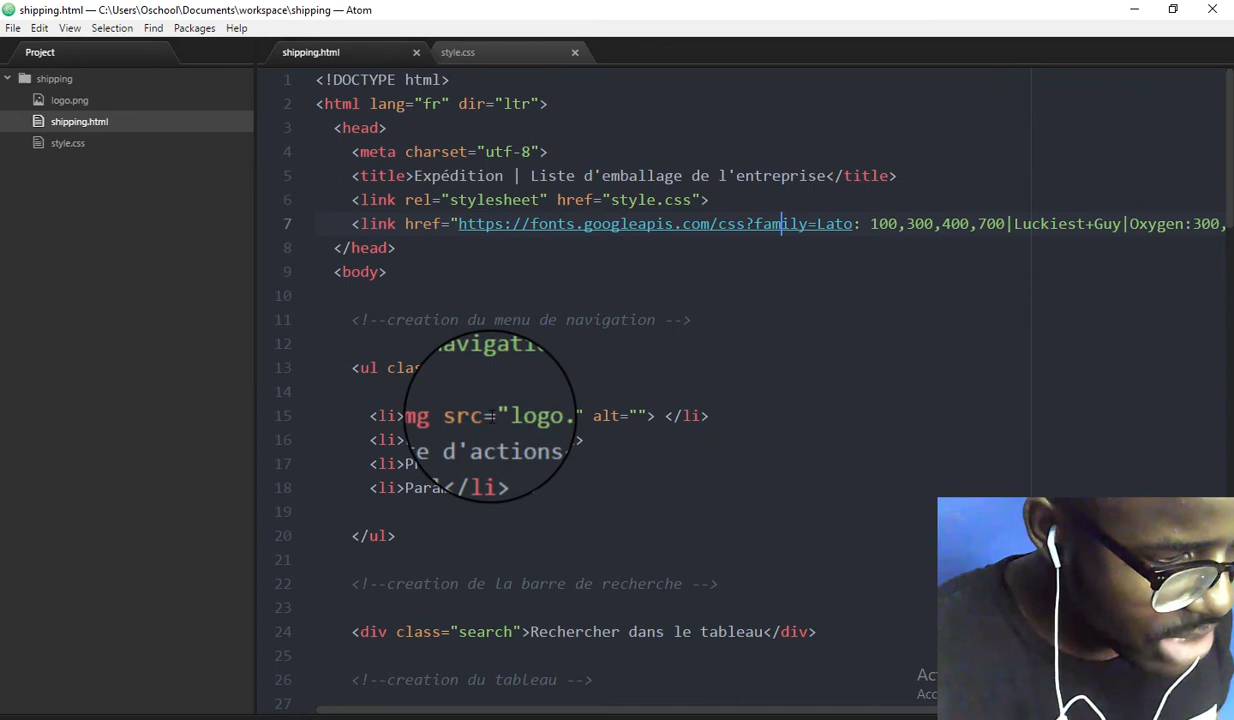 shipping.html — C:\Users\Oschool\Documents\workspace\shipping — Atom
File Edit View Selection Find Packages Help
Project
shipping.html
style.css
shipping
logo.png
shipping.html
style.css
1 <!DOCTYPE html>
2 <html lang="fr" dir="ltr">
3 <head>
4 <meta charset="utf-8">
5 <title>Expédition | Liste d'emballage de l'entreprise</title>
6 <link rel="stylesheet" href="style.css">
7 <link href="https://fonts.googleapis.com/css?family=Lato: 100,300,400,700|Luckiest+Guy|Oxygen:300,
8 </head>
9 <body>
10
11 <!--creation du menu de navigation -->
12
13 <ul clas
14
15 <li> mg src="logo. " alt=""> </li>
16 <li> e d'actions >
17 <li>
18 <li>Para </li>
19
20 </ul>
21
22 <!--creation de la barre de recherche -->
23
24 <div class="search">Rechercher dans le tableau</div>
25
26 <!--creation du tableau -->
27